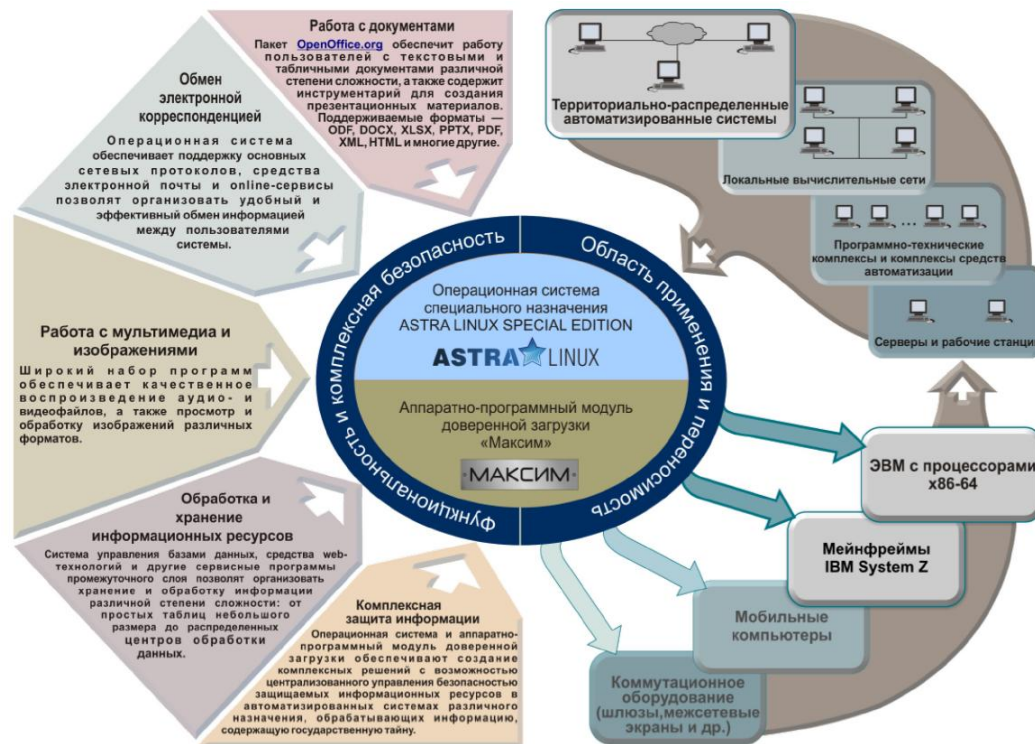 Работа с документами
Пакет OpenOffice.org обеспечит работу
пользователей с текстовыми и
табличными документами различной
степени сложности, а также содержит
инструментарий для создания
презентационных материалов.
Поддерживаемые форматы —
ODF, DOCX, XLSX, PPTX, PDF,
XML, HTML и многие другие.
Обмен
электронной
корреспонденцией
Операционная система
обеспечивает поддержку основных
сетевых протоколов, средства
электронной почты и online-сервисы
позволят организовать удобный и
эффективный обмен информацией
между пользователями
системы.
Работа с мультимедиа и
изображениями
Широкий набор программ
обеспечивает качественное
воспроизведение аудио- и
видеофайлов, а также просмотр и
обработку изображений различных
форматов.
Обработка и
хранение
информационных ресурсов
Система управления базами данных, средства web-
технологий и другие сервисные программы
промежуточного слоя позволят организовать
хранение и обработку информации
различной степени сложности: от
простых таблиц небольшого
размера до распределенных
центров обработки
данных.
Комплексная
защита информации
Операционная система и аппаратно-
программный модуль доверенной
загрузки обеспечивают создание
комплексных решений с возможностью
централизованного управления безопасностью
защищаемых информационных ресурсов в
автоматизированных системах различного
назначения, обрабатывающих информацию,
содержащую государственную тайну.
Функциональность и комплексная безопасность
Область применения и переносимость
Операционная система
специального назначения
ASTRA LINUX SPECIAL EDITION
ASTRA LINUX
Аппаратно-программный модуль
доверенной загрузки
«Максим»
МАКСИМ
Территориально-распределенные
автоматизированные системы
Локальные вычислительные сети
Программно-технические
комплексы и комплексы средств
автоматизации
Серверы и рабочие станции
ЭВМ с процессорами
x86-64
Мейнфреймы
IBM System Z
Мобильные
компьютеры
Коммутационное
оборудование
(шлюзы,межсетевые
экраны и др.)